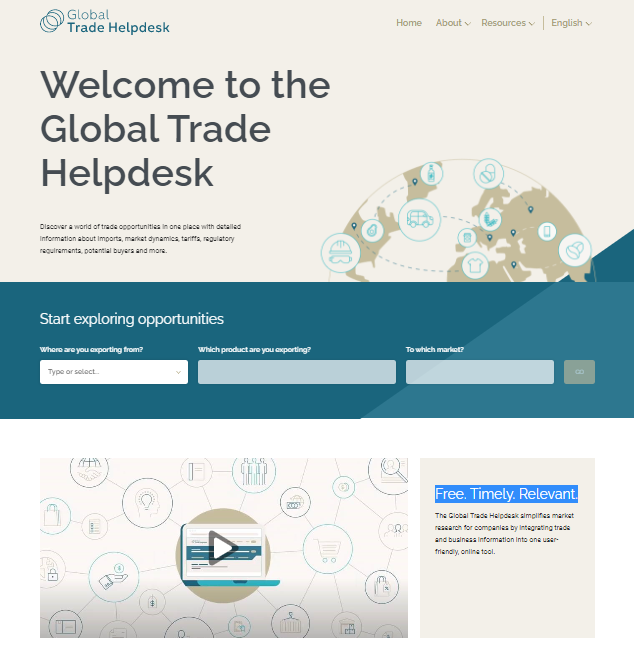 Global
Trade Helpdesk
Home About Resources English
Welcome to the
Global Trade
Helpdesk
Discover a world of trade opportunities in one place with detailed
information about imports, market dynamics, tariffs, regulatory
requirements, potential buyers and more.
Start exploring opportunities
Where are you exporting from? Which product are you exporting? To which market?
Type or select... GO
Free. Timely. Relevant.
The Global Trade Helpdesk simplifies market
research for companies by integrating trade
and business information into one user-
friendly, online tool.